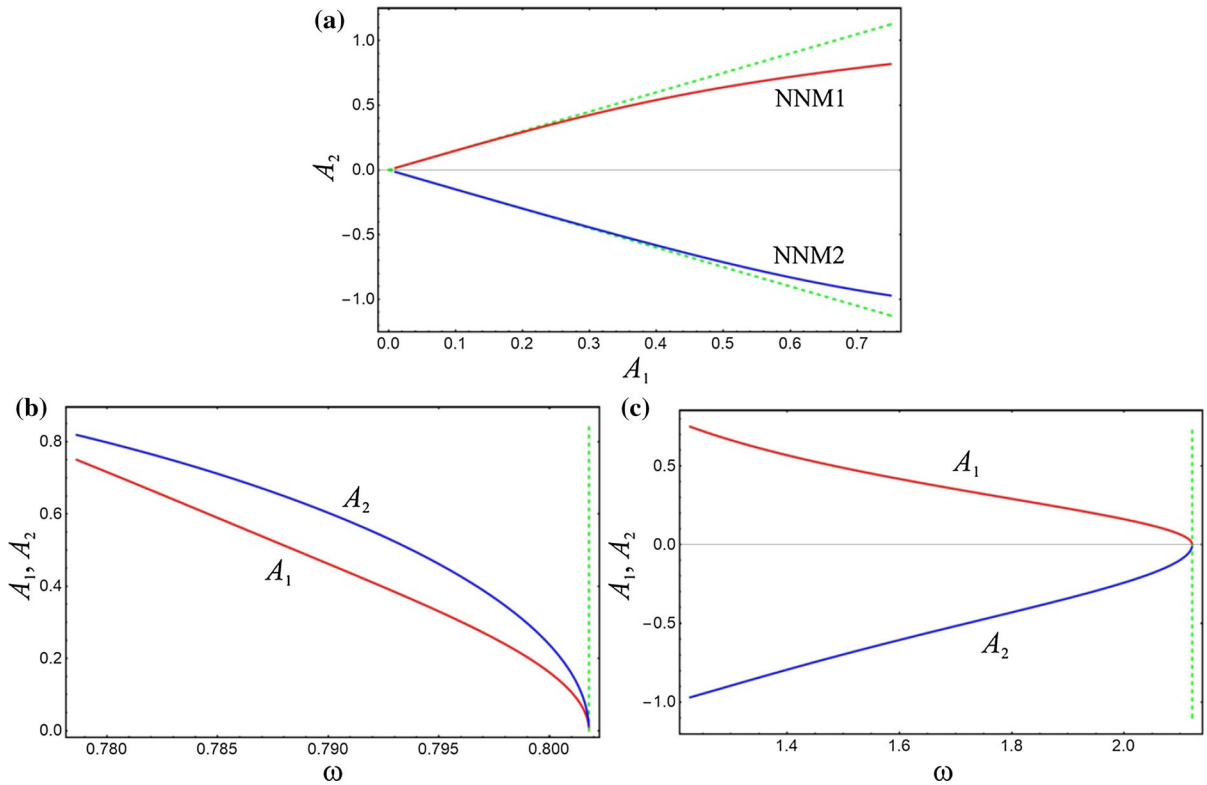 (a)
1.0
0.5
0.0
−0.5
−1.0
A₂
NNM1
NNM2
0.0 0.1 0.2 0.3 0.4 0.5 0.6 0.7
A₁
(b)
0.8
0.6
0.4
0.2
0.0
A₁, A₂
A₂
A₁
0.780 0.785 0.790 0.795 0.800
ω
(c)
0.5
0.0
−0.5
−1.0
A₁, A₂
A₁
A₂
1.4 1.6 1.8 2.0
ω